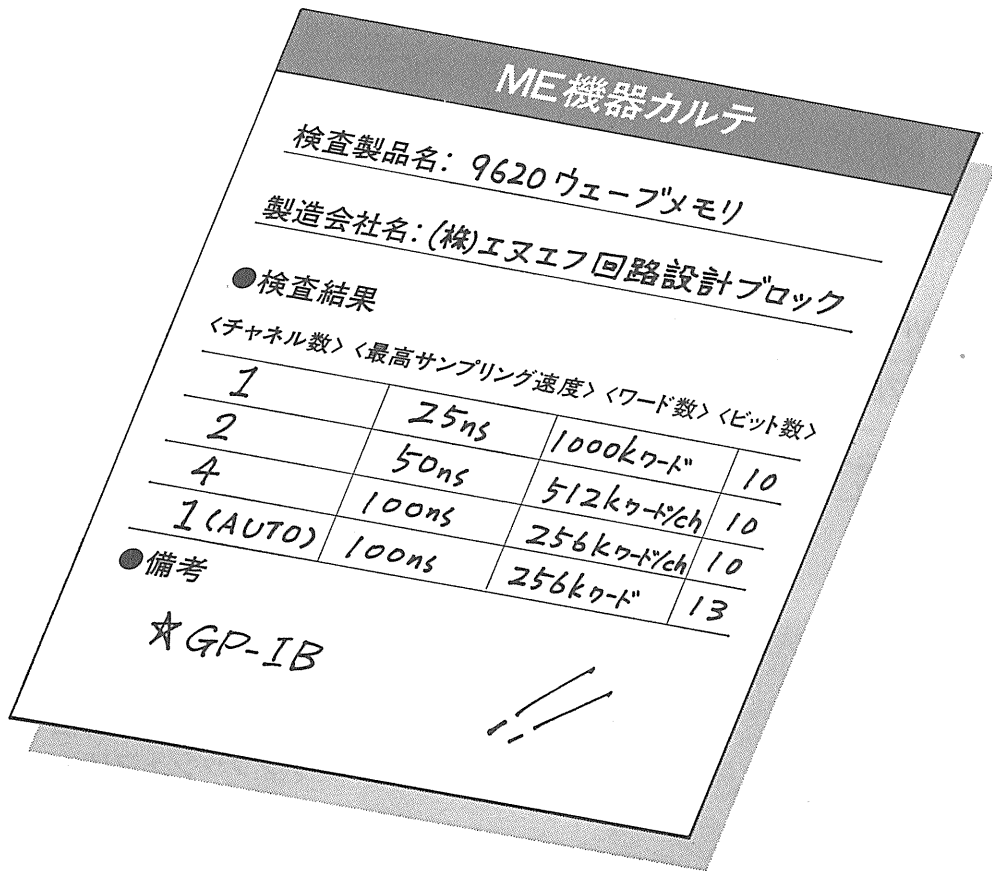 ME機器カルテ
検査製品名: 9620ウェーブメモリ
製造会社名:(株)エヌエフ回路設計ブロック
●検査結果
〈チャネル数〉〈最高サンプリング速度〉〈ワード数〉〈ビット数〉
1 25ns 1000kワード 10
2 50ns 512kワード/ch 10
4 100ns 256kワード/ch 10
1(AUTO) 100ns 256kワード 13
●備考
☆GP-IB